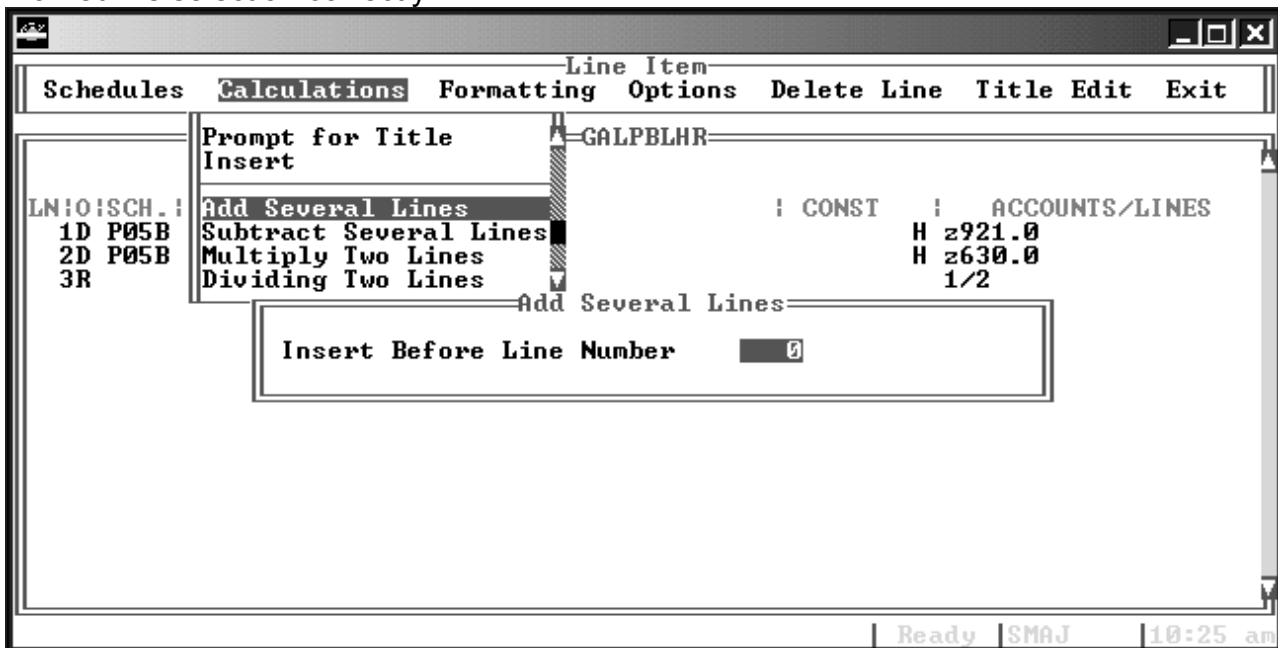 Line Item
Schedules Calculations Formatting Options Delete Line Title Edit Exit
Prompt for Title
Insert
GALPBLHR
Add Several Lines
Subtract Several Lines
Multiply Two Lines
Dividing Two Lines
LN¦O¦SCH.¦ ¦ CONST ¦ ACCOUNTS/LINES
1D P05B H z921.0
2D P05B H z630.0
3R 1/2
Add Several Lines
Insert Before Line Number 0
Ready SMAJ 10:25 am